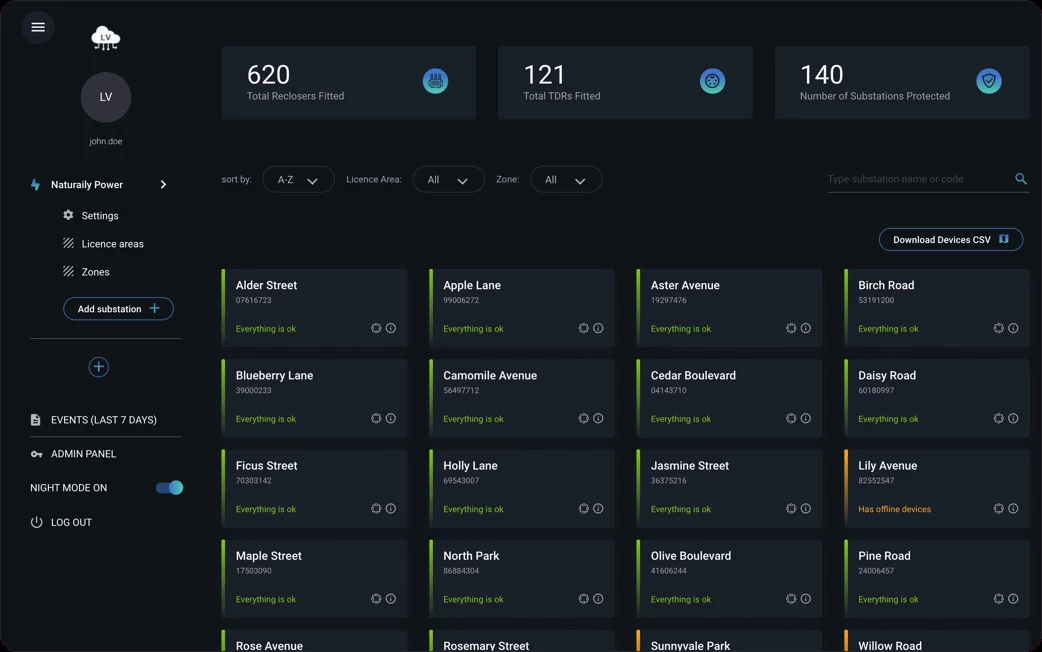 LV
LV
john.doe
Naturaily Power
Settings
Licence areas
Zones
Add substation
EVENTS (LAST 7 DAYS)
ADMIN PANEL
NIGHT MODE ON
LOG OUT
620
Total Reclosers Fitted
121
Total TDRs Fitted
140
Number of Substations Protected
sort by: A-Z Licence Area: All Zone: All
Type substation name or code
Download Devices CSV
Alder Street
07616723
Everything is ok
Apple Lane
99006272
Everything is ok
Aster Avenue
19297476
Everything is ok
Birch Road
53191200
Everything is ok
Blueberry Lane
39000233
Everything is ok
Camomile Avenue
56497712
Everything is ok
Cedar Boulevard
04143710
Everything is ok
Daisy Road
60180997
Everything is ok
Ficus Street
70303142
Everything is ok
Holly Lane
69543007
Everything is ok
Jasmine Street
36375216
Everything is ok
Lily Avenue
82552547
Has offline devices
Maple Street
17503090
Everything is ok
North Park
86884304
Everything is ok
Olive Boulevard
41606244
Everything is ok
Pine Road
24006457
Everything is ok
Rose Avenue
Rosemary Street
Sunnyvale Park
Willow Road